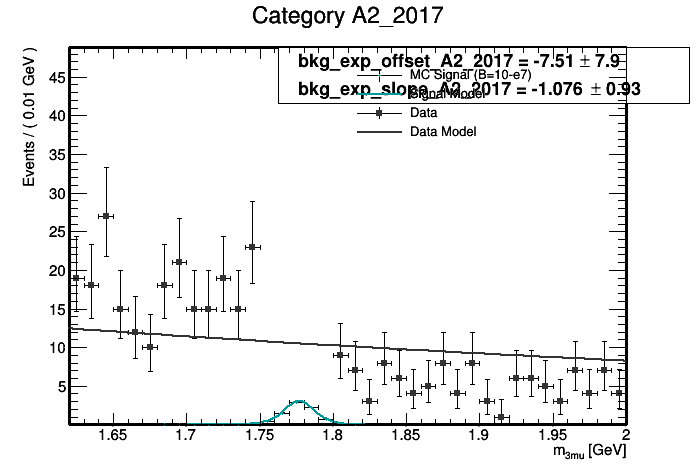 Category A2_2017
bkg_exp_offset_A2_2017 = -7.51 ± 7.9
MC Signal (B=10-e7)
bkg_exp_slope_A2_2017 = -1.076 ± 0.93
Signal Model
Data
Data Model
Events / ( 0.01 GeV )
45
40
35
30
25
20
15
10
5
1.65 1.7 1.75 1.8 1.85 1.9 1.95 2
m3mu [GeV]